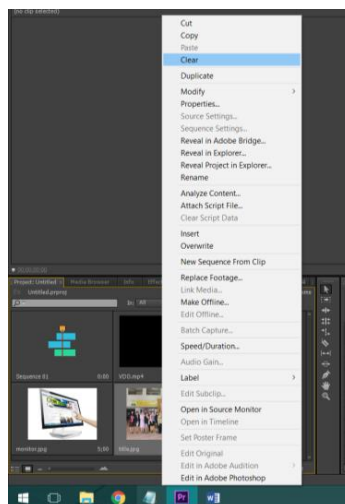 (no clip selected)
Cut
Copy
Paste
Clear
Duplicate
Modify
Properties...
Source Settings...
Sequence Settings...
Reveal in Adobe Bridge...
Reveal in Explorer...
Reveal Project in Explorer...
Rename
Analyze Content...
Attach Script File...
Clear Script Data
Insert
Overwrite
New Sequence From Clip
Replace Footage...
Link Media...
Make Offline...
Edit Offline...
Batch Capture...
Speed/Duration...
Audio Gain...
Label
Edit Subclip...
Open in Source Monitor
Open in Timeline
Set Poster Frame
Edit Original
Edit in Adobe Audition
Edit in Adobe Photoshop
Project: Untitled
Media Browser
Info
Untitled.prproj
In: All
Sequence 01
0;00
VDO.mp4
monitor.jpg
5;00
Pr